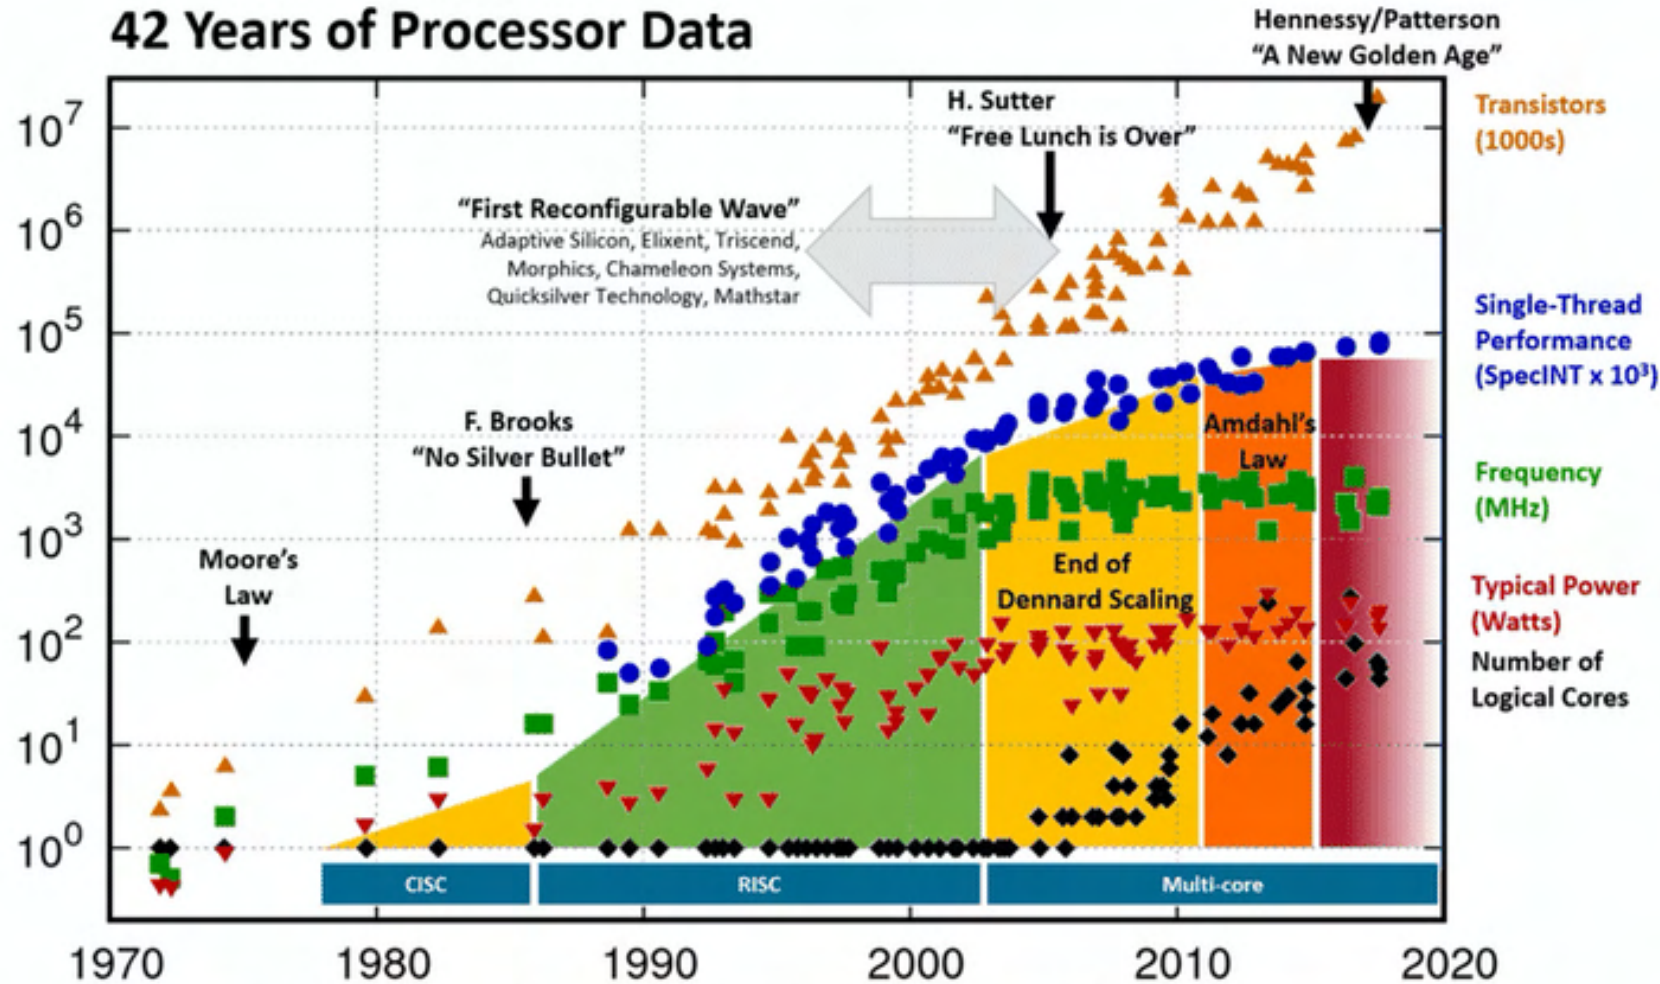 42 Years of Processor Data
Hennessy/Patterson
“A New Golden Age”
H. Sutter
“Free Lunch is Over”
“First Reconfigurable Wave”
Adaptive Silicon, Elixent, Triscend,
Morphics, Chameleon Systems,
Quicksilver Technology, Mathstar
F. Brooks
“No Silver Bullet”
Moore’s
Law
Amdahl’s
Law
End of
Dennard Scaling
Transistors
(1000s)
Single-Thread
Performance
(SpecINT x 10³)
Frequency
(MHz)
Typical Power
(Watts)
Number of
Logical Cores
10⁷
10⁶
10⁵
10⁴
10³
10²
10¹
10⁰
CISC
RISC
Multi-core
1970
1980
1990
2000
2010
2020